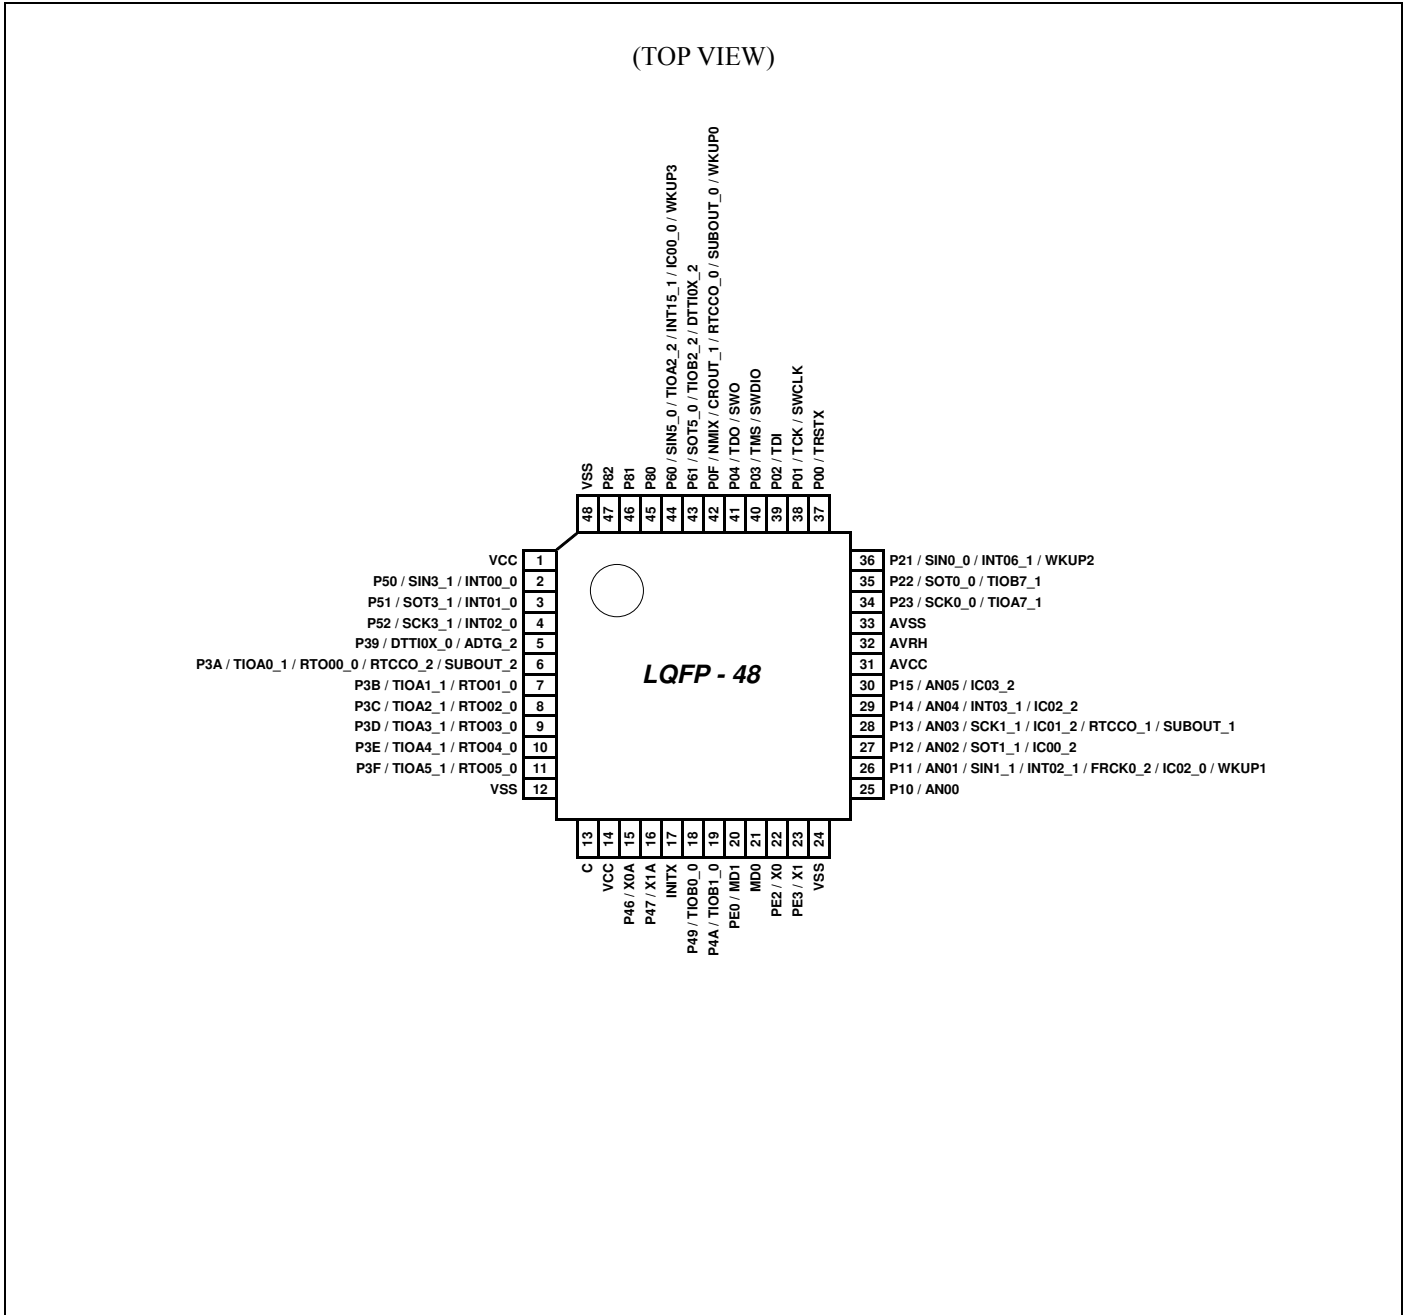 (TOP VIEW)
VSS
P82
P81
P80
P60 / SIN5_0 / TIOA2_2 / INT15_1 / IC00_0 / WKUP3
P61 / SOT5_0 / TIOB2_2 / DTTI0X_2
P0F / NMIX / CROUT_1 / RTCCO_0 / SUBOUT_0 / WKUP0
P04 / TDO / SWO
P03 / TMS / SWDIO
P02 / TDI
P01 / TCK / SWCLK
P00 / TRSTX
48 47 46 45 44 43 42 41 40 39 38 37
VCC 1
P50 / SIN3_1 / INT00_0 2
P51 / SOT3_1 / INT01_0 3
P52 / SCK3_1 / INT02_0 4
P39 / DTTI0X_0 / ADTG_2 5
P3A / TIOA0_1 / RTO00_0 / RTCCO_2 / SUBOUT_2 6
P3B / TIOA1_1 / RTO01_0 7
P3C / TIOA2_1 / RTO02_0 8
P3D / TIOA3_1 / RTO03_0 9
P3E / TIOA4_1 / RTO04_0 10
P3F / TIOA5_1 / RTO05_0 11
VSS 12
LQFP - 48
36 P21 / SIN0_0 / INT06_1 / WKUP2
35 P22 / SOT0_0 / TIOB7_1
34 P23 / SCK0_0 / TIOA7_1
33 AVSS
32 AVRH
31 AVCC
30 P15 / AN05 / IC03_2
29 P14 / AN04 / INT03_1 / IC02_2
28 P13 / AN03 / SCK1_1 / IC01_2 / RTCCO_1 / SUBOUT_1
27 P12 / AN02 / SOT1_1 / IC00_2
26 P11 / AN01 / SIN1_1 / INT02_1 / FRCK0_2 / IC02_0 / WKUP1
25 P10 / AN00
13 14 15 16 17 18 19 20 21 22 23 24
C
VCC
P46 / X0A
P47 / X1A
INITX
P49 / TIOB0_0
P4A / TIOB1_0
PE0 / MD1
MD0
PE2 / X0
PE3 / X1
VSS